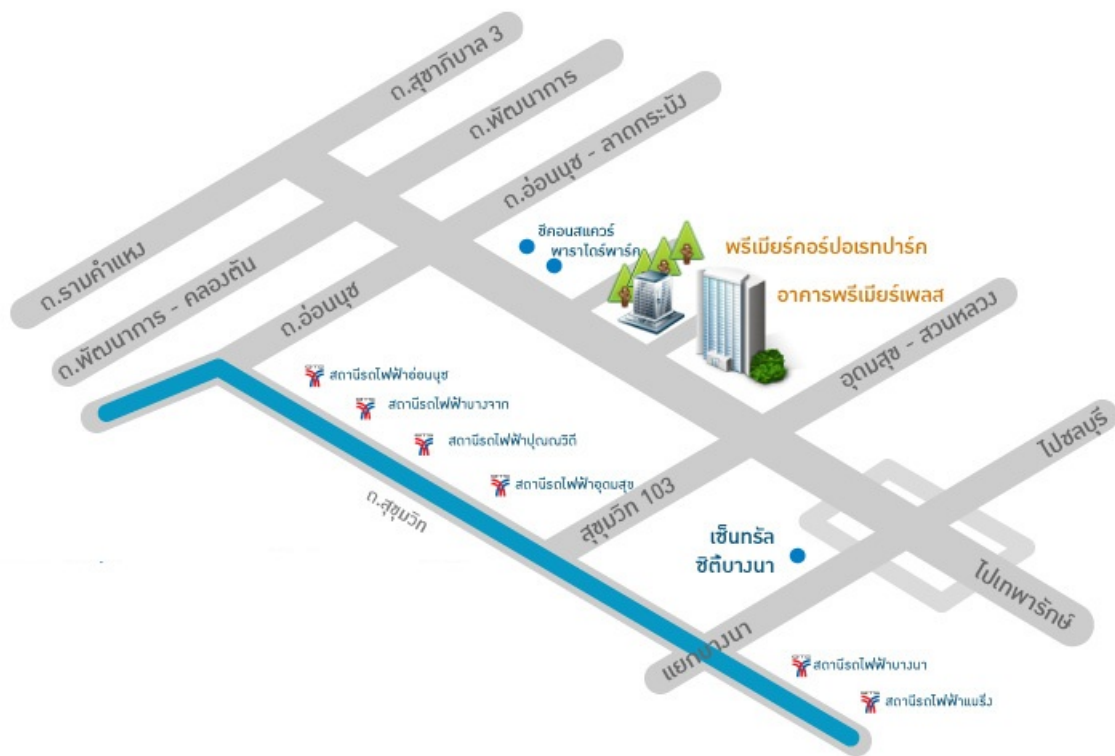 ถ.สุขาภิบาล 3
ถ.พัฒนาการ
ถ.อ่อนนุช - ลาดกระบัง
ถ.รามคำแหง
ถ.พัฒนาการ - คลองตัน
ถ.อ่อนนุช
ซีคอนสแควร์
พาราไดร์พาร์ค
พรีเมียร์คอร์ปอเรทปาร์ค
อาคารพรีเมียร์เพลส
อุดมสุข - สวนหลวง
สถานีรถไฟฟ้าอ่อนนุช
สถานีรถไฟฟ้าบางจาก
สถานีรถไฟฟ้าปุณณวิถี
สถานีรถไฟฟ้าอุดมสุข
ถ.สุขุมวิท
สุขุมวิท 103
ไปชลบุรี
เซ็นทรัล
ซิตี้บางนา
ไปเทพารักษ์
แยกบางนา
สถานีรถไฟฟ้าบางนา
สถานีรถไฟฟ้าแบริ่ง